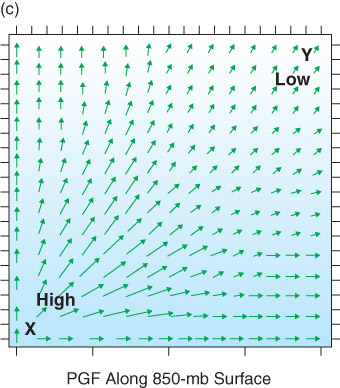 (c)
Y
Low
High
X
PGF Along 850-mb Surface